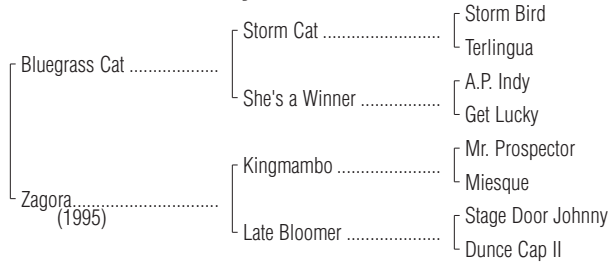 Storm Bird
Storm Cat ......................
Terlingua
Bluegrass Cat .................
A.P. Indy
She's a Winner ..............
Get Lucky
Mr. Prospector
Kingmambo ...................
Miesque
Zagora............................
(1995)
Stage Door Johnny
Late Bloomer .................
Dunce Cap II